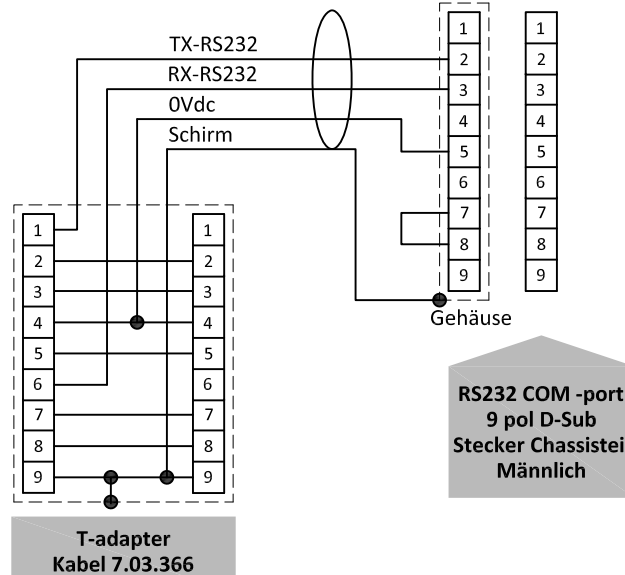 TX-RS232
RX-RS232
0Vdc
Schirm
1 1
2 2
3 3
4 4
5 5
6 6
7 7
8 8
9 9
Gehäuse
1 1
2 2
3 3
4 4
5 5
6 6
7 7
8 8
9 9
RS232 COM -port
9 pol D-Sub
Stecker Chassistei
Männlich
T-adapter
Kabel 7.03.366